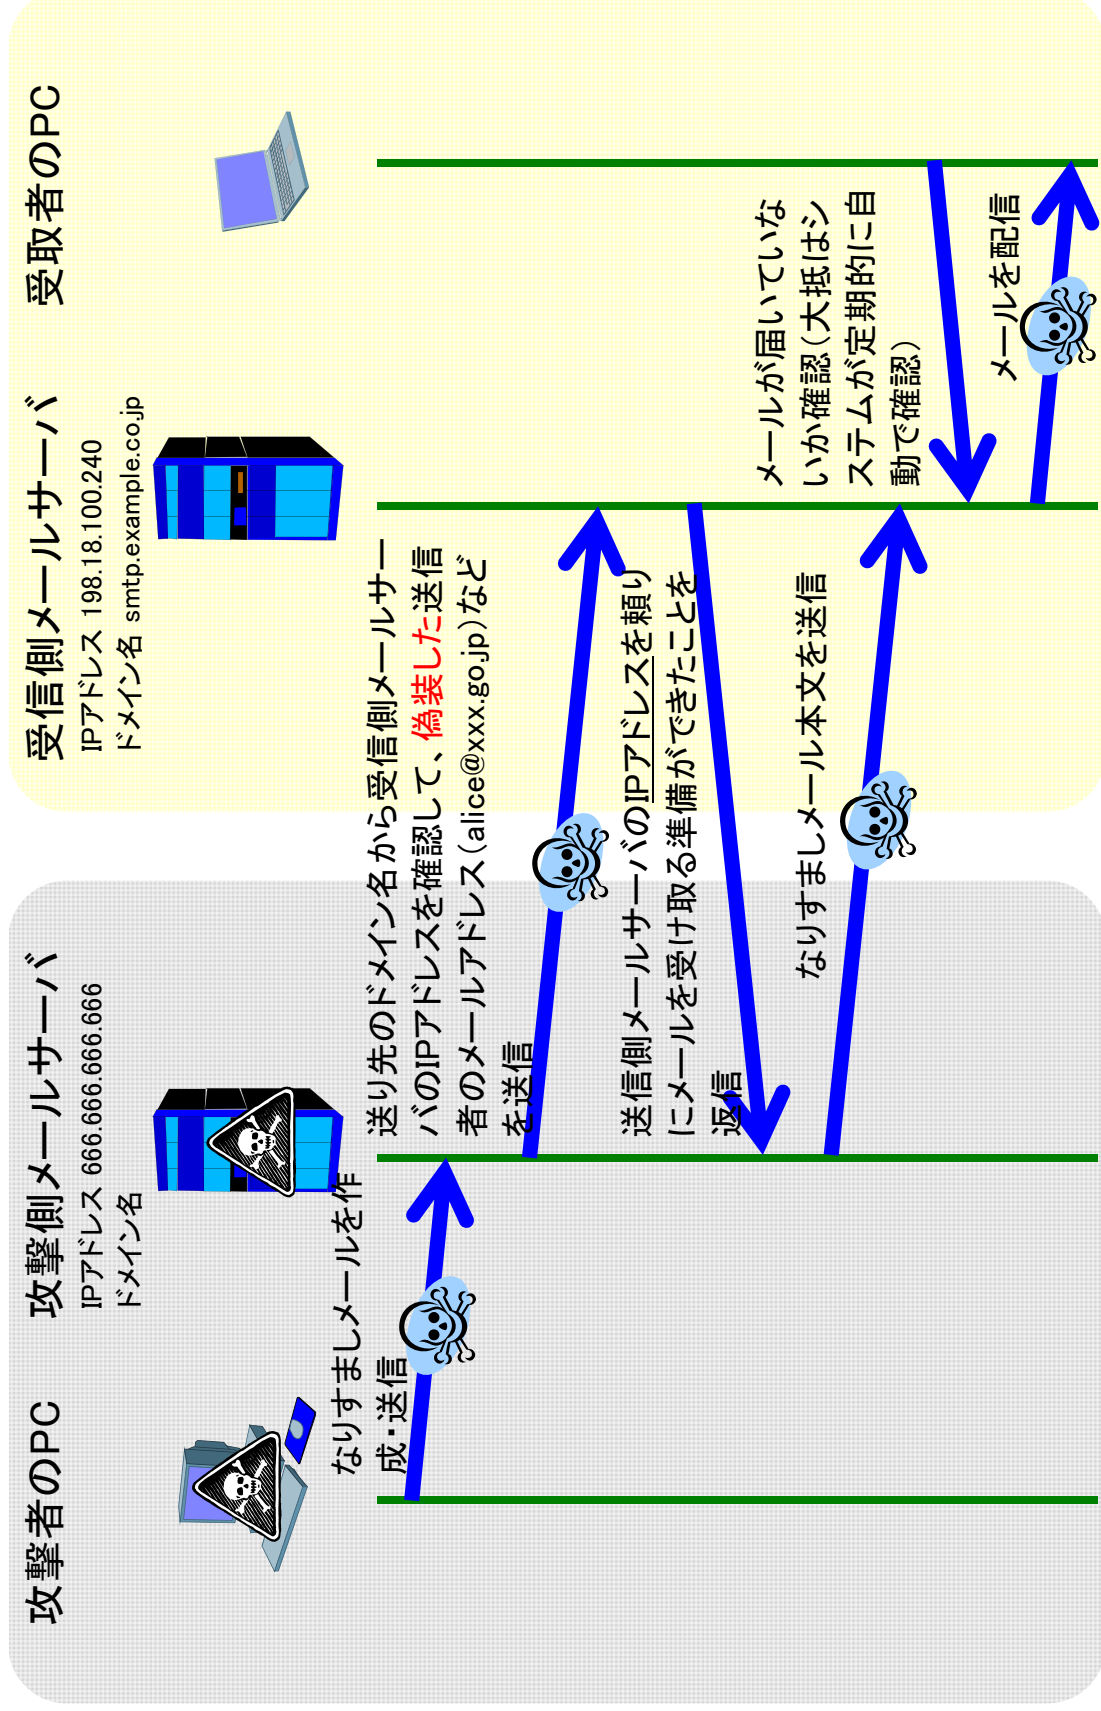 攻撃者のPC
攻撃側メールサーバ
IPアドレス 666.666.666.666
ドメイン名
受信側メールサーバ
IPアドレス 198.18.100.240
ドメイン名 smtp.example.co.jp
受取者のPC
なりすましメールを作
成・送信
送り先のドメイン名から受信側メールサー
バのIPアドレスを確認して、偽装した送信
者のメールアドレス(alice@xxx.go.jp)など
を送信
送信側メールサーバのIPアドレスを頼り
にメールを受け取る準備ができたことを
返信
なりすましメール本文を送信
メールが届いていな
いか確認(大抵はシ
ステムが定期的に自
動で確認)
メールを配信